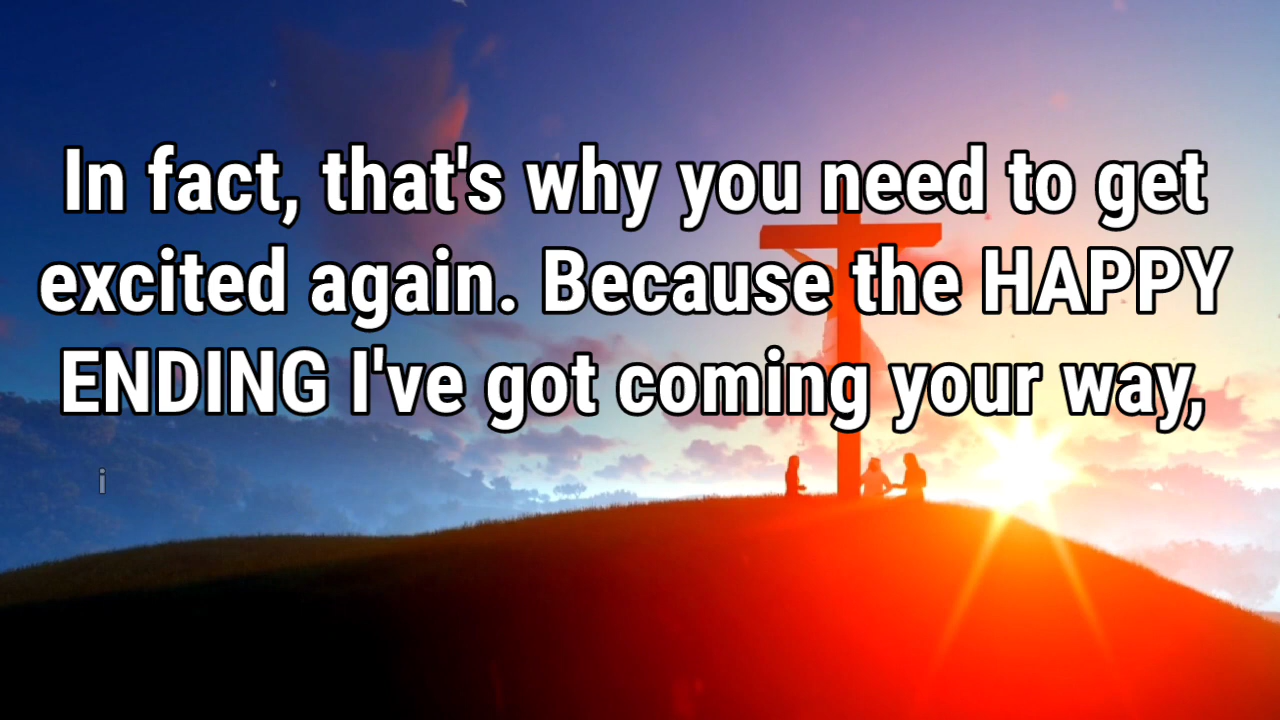 In fact, that's why you need to get
excited again. Because the HAPPY
ENDING I've got coming your way,
i